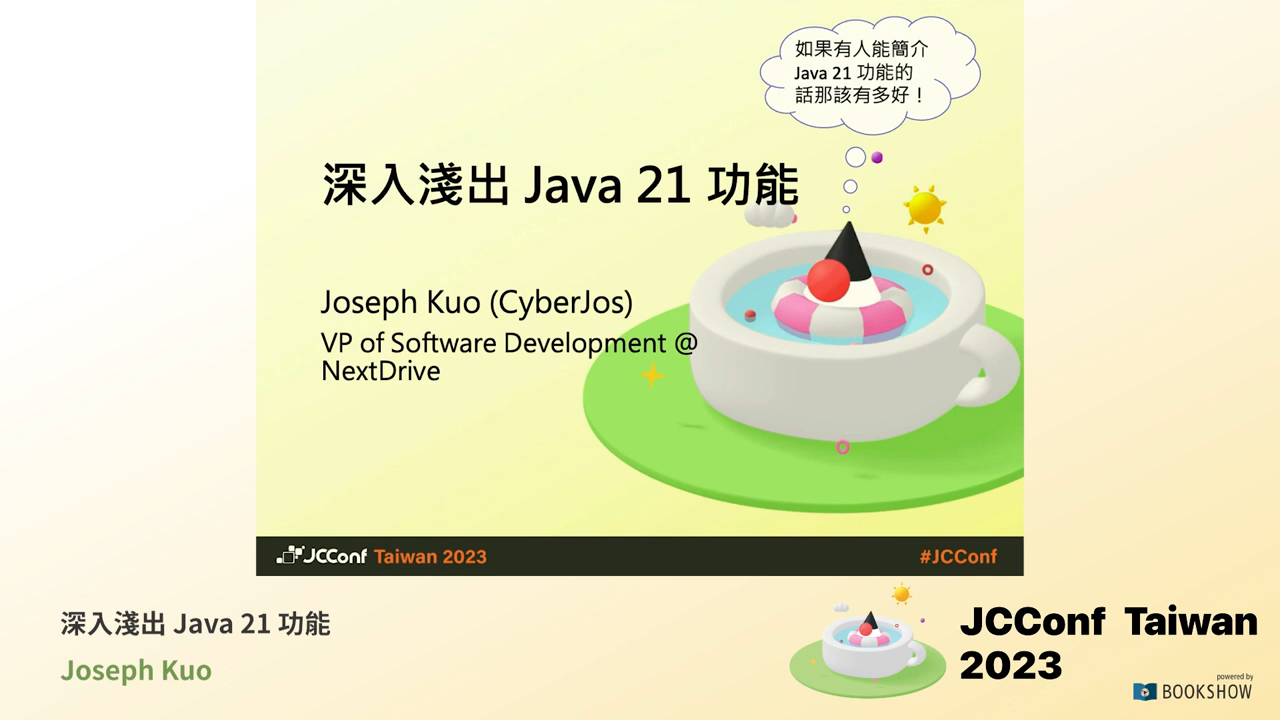 如果有人能簡介
Java 21 功能的
話那該有多好！
深入淺出 Java 21 功能
Joseph Kuo (CyberJos)
VP of Software Development @
NextDrive
JCConf Taiwan 2023
#JCConf
深入淺出 Java 21 功能
Joseph Kuo
JCConf Taiwan
2023
powered by
BOOKSHOW